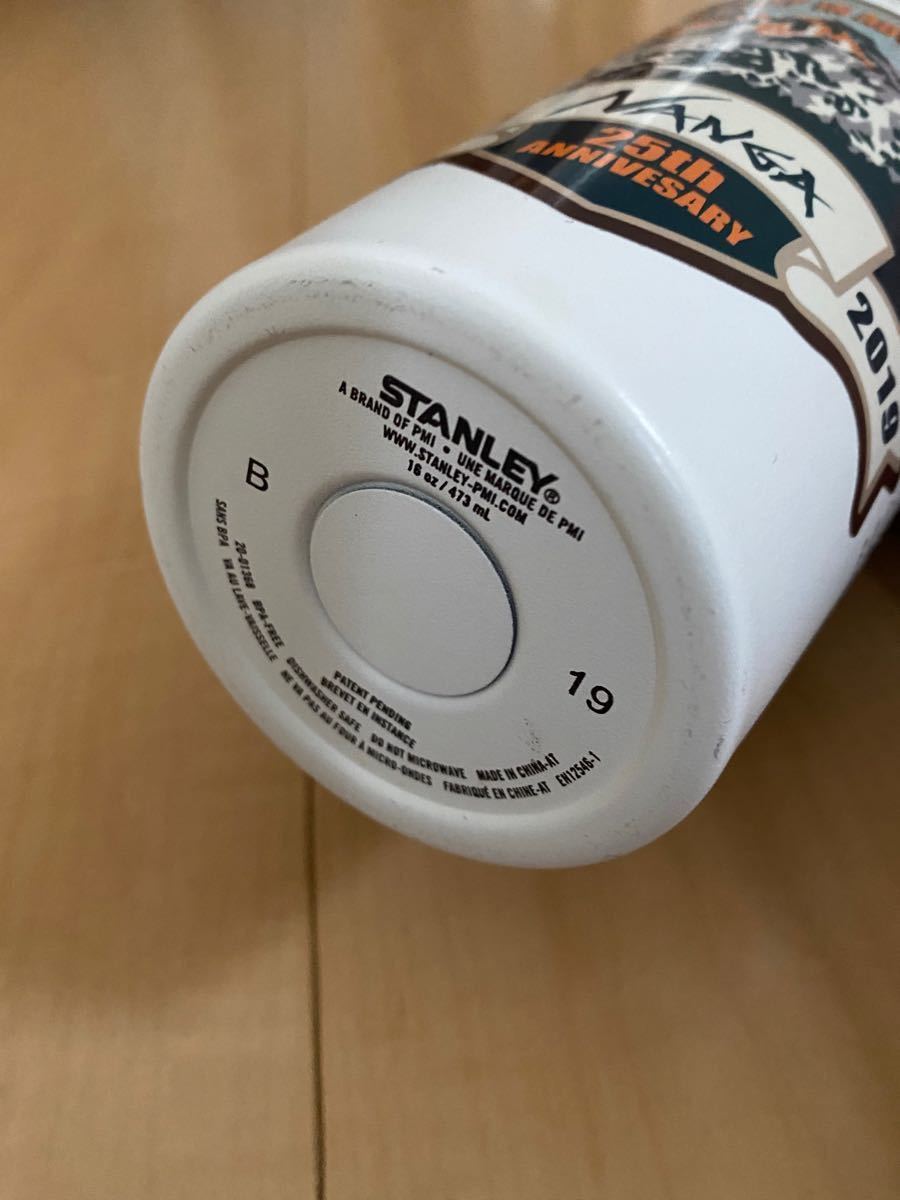 NANGA
25th
ANNIVESARY
2019
STANLEY®
A BRAND OF PMI • UNE MARQUE DE PMI
WWW.STANLEY-PMI.COM
16 oz / 473 mL
B
19
PATENT PENDING
BREVET EN INSTANCE
20-01368 BPA-FREE DISHWASHER SAFE DO NOT MICROWAVE MADE IN CHINA-AT
SANS BPA VA AU LAVE-VAISSELLE NE VA PAS AU FOUR À MICRO-ONDES FABRIQUÉ EN CHINE-AT EN12546-1